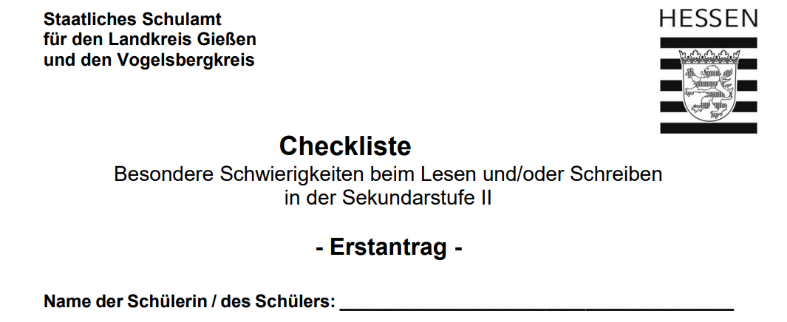 Staatliches Schulamt
für den Landkreis Gießen
und den Vogelsbergkreis
HESSEN
Checkliste
Besondere Schwierigkeiten beim Lesen und/oder Schreiben
in der Sekundarstufe II
- Erstantrag -
Name der Schülerin / des Schülers: